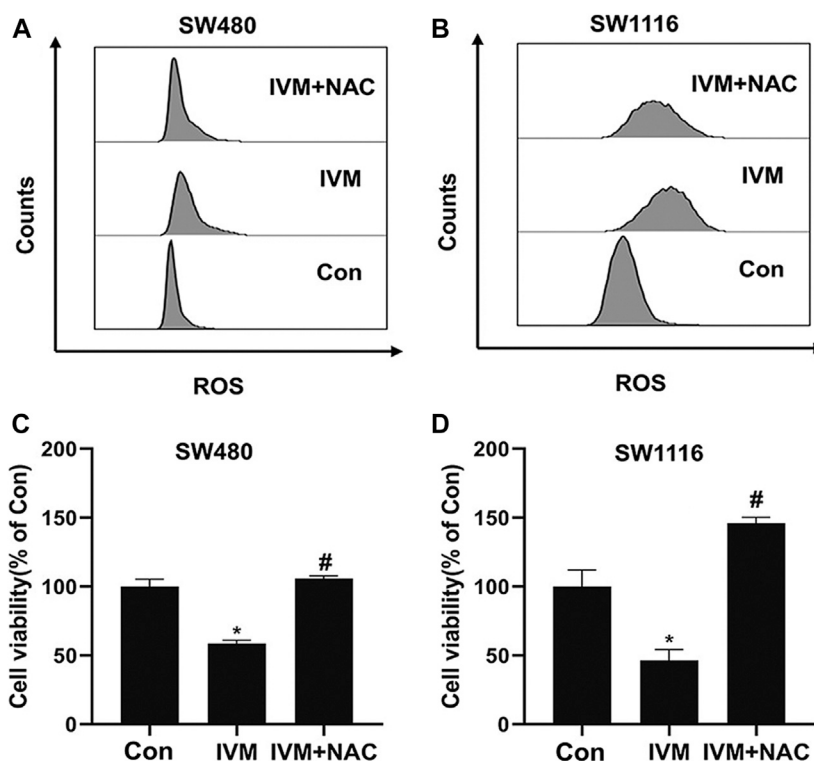 A
SW480
IVM+NAC
IVM
Con
Counts
ROS
B
SW1116
IVM+NAC
IVM
Con
Counts
ROS
C
SW480
Cell viability(% of Con)
200
150
100
50
0
*
#
Con IVM IVM+NAC
D
SW1116
Cell viability(% of Con)
200
150
100
50
0
*
#
Con IVM IVM+NAC